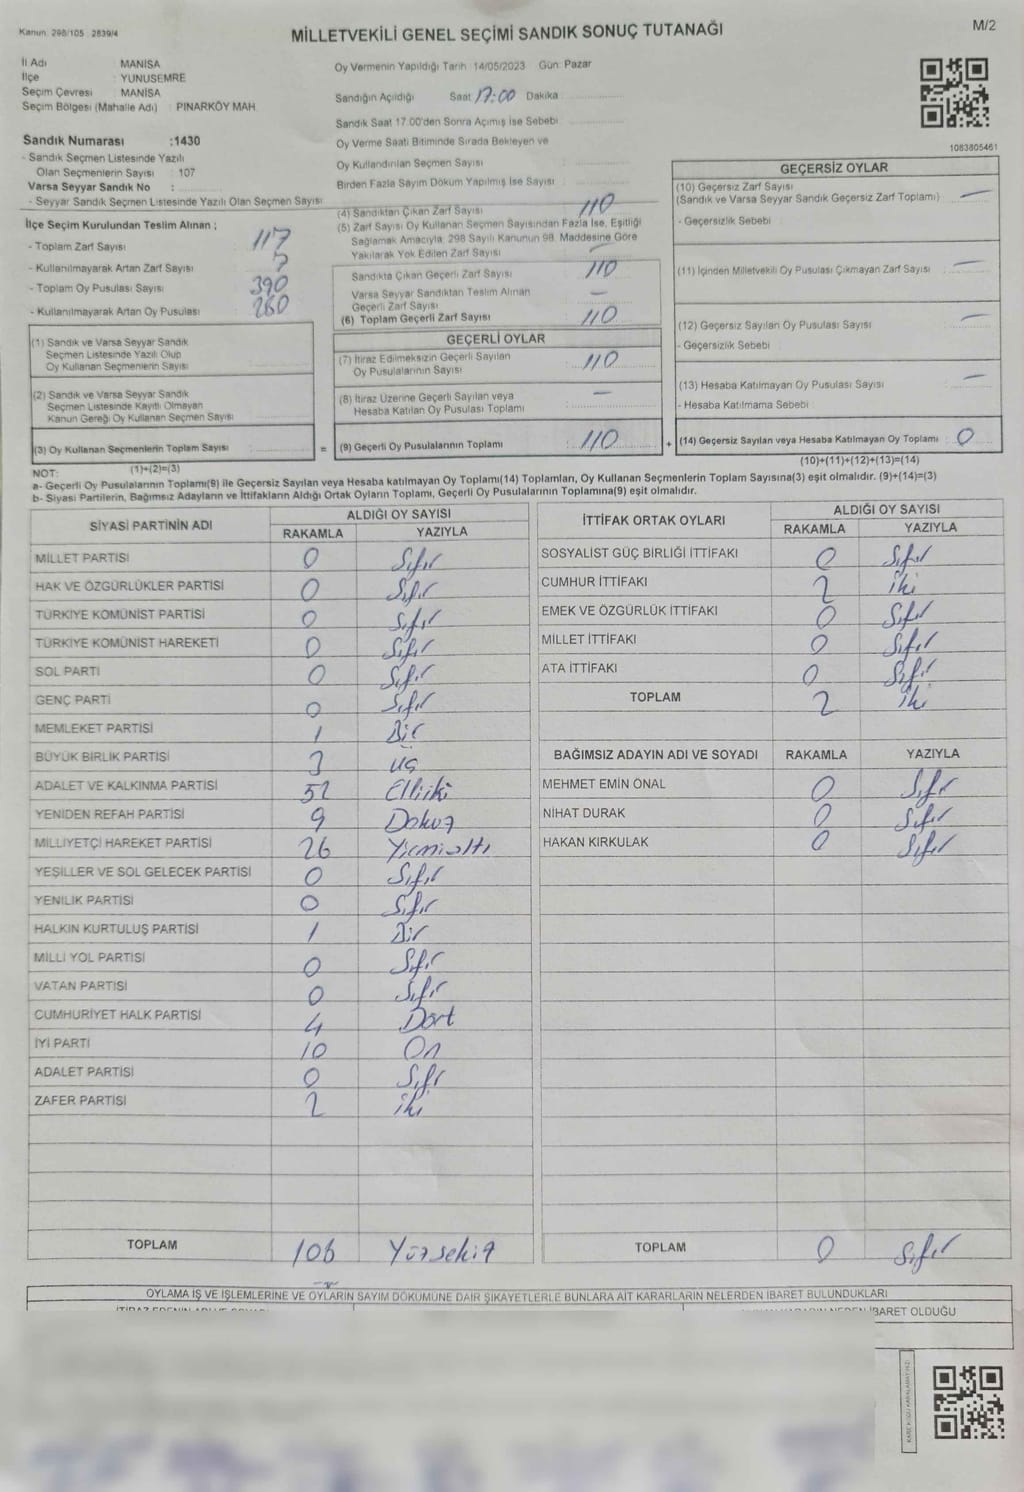 Kanun: 298/105 2839/4
MİLLETVEKİLİ GENEL SEÇİMİ SANDIK SONUÇ TUTANAĞI
M/2
İl Adı : MANİSA
İlçe : YUNUSEMRE
Seçim Çevresi : MANİSA
Seçim Bölgesi (Mahalle Adı) : PINARKÖY MAH.
Oy Vermenin Yapıldığı Tarih: 14/05/2023 Gün: Pazar
Sandığın Açıldığı Saat: 17:00 Dakika:
Sandık Saat 17.00'den Sonra Açımış İse Sebebi:
Oy Verme Saati Bitiminde Sırada Bekleyen ve
Oy Kullandırılan Seçmen Sayısı :
Birden Fazla Sayım Döküm Yapılmış İse Sayısı :
1083805461
Sandık Numarası :1430
- Sandık Seçmen Listesinde Yazılı
Olan Seçmenlerin Sayısı : 107
Varsa Seyyar Sandık No :
- Seyyar Sandık Seçmen Listesinde Yazılı Olan Seçmen Sayısı:
İlçe Seçim Kurulundan Teslim Alınan ;
- Toplam Zarf Sayısı : 117
- Kullanılmayarak Artan Zarf Sayısı :
- Toplam Oy Pusulası Sayısı : 390
- Kullanılmayarak Artan Oy Pusulası : 280
(1) Sandık ve Varsa Seyyar Sandık
Seçmen Listesinde Yazılı Olup
Oy Kullanan Seçmenlerin Sayısı :
(2) Sandık ve Varsa Seyyar Sandık
Seçmen Listesinde Kayıtlı Olmayan
Kanun Gereği Oy Kullanan Seçmen Sayısı :
(3) Oy Kullanan Seçmenlerin Toplam Sayısı :
(1)+(2)=(3)
(4) Sandıktan Çıkan Zarf Sayısı : 110
(5) Zarf Sayısı Oy Kullanan Seçmen Sayısından Fazla İse, Eşitliği
Sağlamak Amacıyla, 298 Sayılı Kanunun 98. Maddesine Göre
Yakılarak Yok Edilen Zarf Sayısı : –
Sandıkta Çıkan Geçerli Zarf Sayısı : 110
Varsa Seyyar Sandıktan Teslim Alınan
Geçerli Zarf Sayısı : –
(6) Toplam Geçerli Zarf Sayısı : 110
GEÇERLİ OYLAR
(7) İtiraz Edilmeksizin Geçerli Sayılan
Oy Pusulalarının Sayısı : 110
(8) İtiraz Üzerine Geçerli Sayılan veya
Hesaba Katılan Oy Pusulası Toplamı : –
= (9) Geçerli Oy Pusulalarının Toplamı : 110
GEÇERSİZ OYLAR
(10) Geçersiz Zarf Sayısı
(Sandık ve Varsa Seyyar Sandık Geçersiz Zarf Toplamı) : –
- Geçersizlik Sebebi :
(11) İçinden Milletvekili Oy Pusulası Çıkmayan Zarf Sayısı : –
(12) Geçersiz Sayılan Oy Pusulası Sayısı : –
- Geçersizlik Sebebi :
(13) Hesaba Katılmayan Oy Pusulası Sayısı : –
- Hesaba Katılmama Sebebi :
+ (14) Geçersiz Sayılan veya Hesaba Katılmayan Oy Toplamı : 0
(10)+(11)+(12)+(13)=(14)
NOT:
a- Geçerli Oy Pusulalarının Toplamı(9) ile Geçersiz Sayılan veya Hesaba katılmayan Oy Toplamı(14) Toplamları, Oy Kullanan Seçmenlerin Toplam Sayısına(3) eşit olmalıdır. (9)+(14)=(3)
b- Siyasi Partilerin, Bağımsız Adayların ve İttifakların Aldığı Ortak Oyların Toplamı, Geçerli Oy Pusulalarının Toplamına(9) eşit olmalıdır.
SİYASİ PARTİNİN ADI ALDIĞI OY SAYISI
RAKAMLA YAZIYLA
MİLLET PARTİSİ 0 Sıfır
HAK VE ÖZGÜRLÜKLER PARTİSİ 0 Sıfır
TÜRKİYE KOMÜNİST PARTİSİ 0 Sıfır
TÜRKİYE KOMÜNİST HAREKETİ 0 Sıfır
SOL PARTİ 0 Sıfır
GENÇ PARTİ 0 Sıfır
MEMLEKET PARTİSİ 1 Bir
BÜYÜK BİRLİK PARTİSİ 3 üç
ADALET VE KALKINMA PARTİSİ 52 Elliiki
YENİDEN REFAH PARTİSİ 9 Dokuz
MİLLİYETÇİ HAREKET PARTİSİ 26 Yirmialtı
YEŞİLLER VE SOL GELECEK PARTİSİ 0 Sıfır
YENİLİK PARTİSİ 0 Sıfır
HALKIN KURTULUŞ PARTİSİ 1 Bir
MİLLİ YOL PARTİSİ 0 Sıfır
VATAN PARTİSİ 0 Sıfır
CUMHURİYET HALK PARTİSİ 4 Dört
İYİ PARTİ 10 On
ADALET PARTİSİ 0 Sıfır
ZAFER PARTİSİ 2 iki
TOPLAM 108 Yüzsekiz
İTTİFAK ORTAK OYLARI ALDIĞI OY SAYISI
RAKAMLA YAZIYLA
SOSYALİST GÜÇ BİRLİĞİ İTTİFAKI 0 Sıfır
CUMHUR İTTİFAKI 2 iki
EMEK VE ÖZGÜRLÜK İTTİFAKI 0 Sıfır
MİLLET İTTİFAKI 0 Sıfır
ATA İTTİFAKI 0 Sıfır
TOPLAM 2 iki
BAĞIMSIZ ADAYIN ADI VE SOYADI RAKAMLA YAZIYLA
MEHMET EMİN ÖNAL 0 Sıfır
NİHAT DURAK 0 Sıfır
HAKAN KIRKULAK 0 Sıfır
TOPLAM 0 Sıfır
OYLAMA İŞ VE İŞLEMLERİNE VE OYLARIN SAYIM DÖKÜMÜNE DAİR ŞİKAYETLERLE BUNLARA AİT KARARLARIN NELERDEN İBARET BULUNDUKLARI
İBARET OLDUĞU